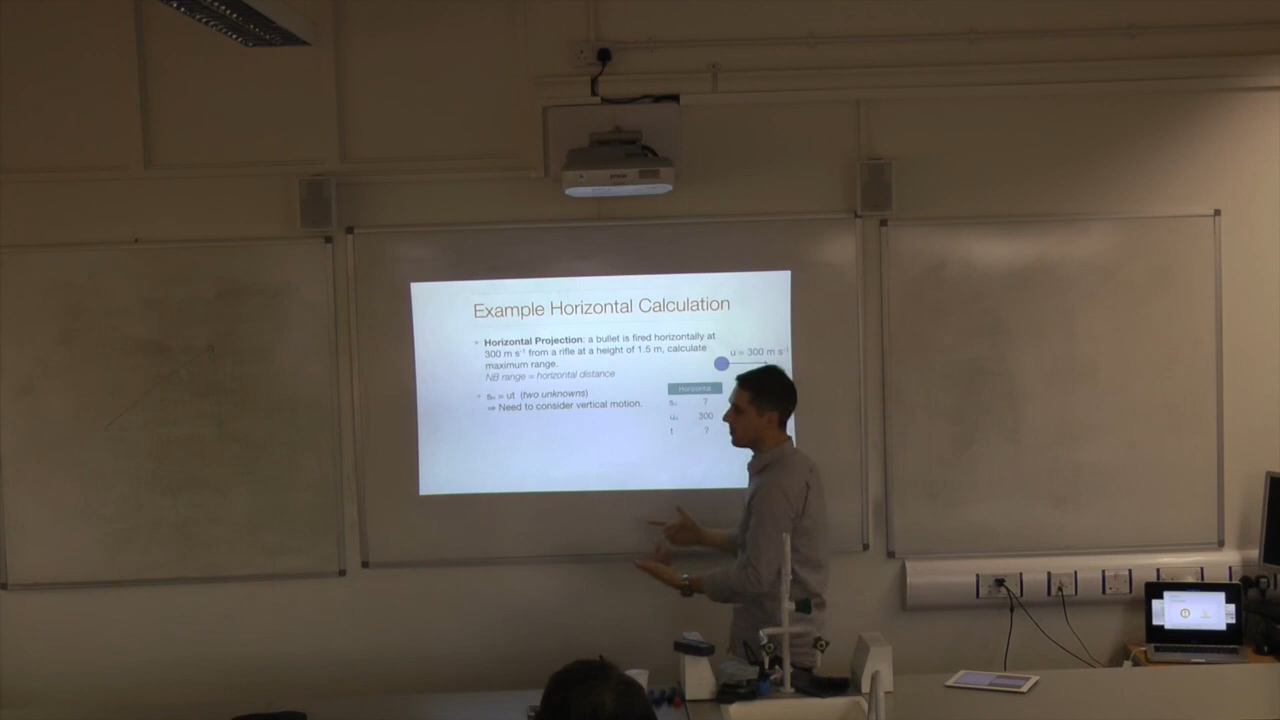 EPSON
Example Horizontal Calculation
Horizontal Projection: a bullet is fired horizontally at
300 m s⁻¹ from a rifle at a height of 1.5 m, calculate
maximum range.
NB range = horizontal distance
sₓ = ut (two unknowns)
⇒ Need to consider vertical motion.
u = 300 m s⁻¹
Horizontal
sₓ ?
uₓ 300
t ?